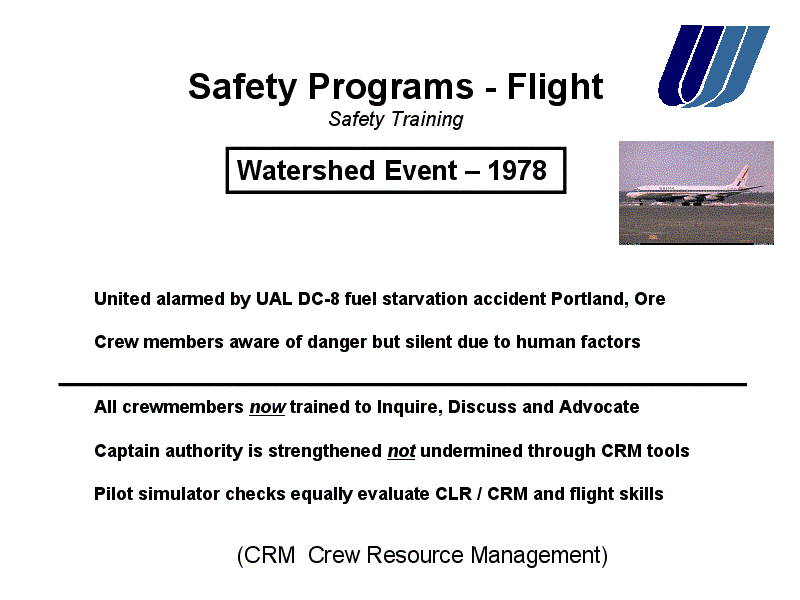 Safety Programs - Flight
Safety Training
Watershed Event – 1978
United alarmed by UAL DC-8 fuel starvation accident Portland, Ore
Crew members aware of danger but silent due to human factors
All crewmembers now trained to Inquire, Discuss and Advocate
Captain authority is strengthened not undermined through CRM tools
Pilot simulator checks equally evaluate CLR / CRM and flight skills
(CRM  Crew Resource Management)